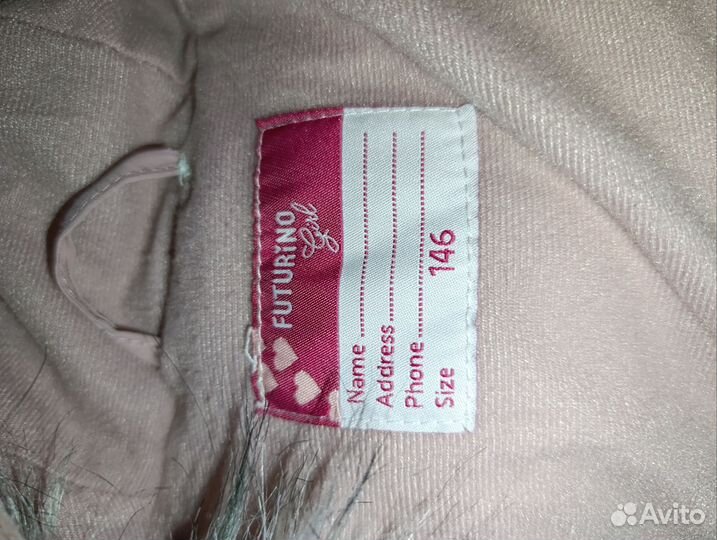 FUTURiNO
Girl
Name ........................
Address ........................
Phone ........................
Size 146
Avito